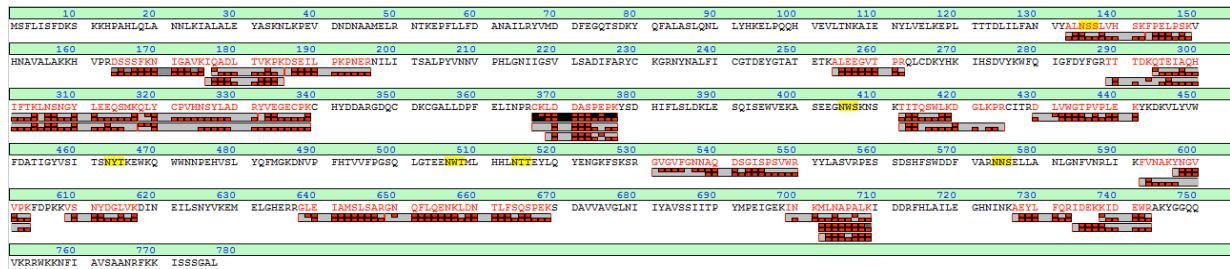 10 20 30 40 50 60 70 80 90 100 110 120 130 140 150
MSFLISFDKS KKHPAHLQLA NNLKIALALE YASKNLKPEV DNDNAAMELR NTKEPFLLFD ANAILRYVMD DFEGQTSDKY QFALASLQNL LYHKELPQQH VEVLTNKAIE NYLVELKEPL TTTDLILFAN VYALNSSLVH SKFPELPSKV
160 170 180 190 200 210 220 230 240 250 260 270 280 290 300
HNAVALAKKH VPRDSSSFKN IGAVKIQADL TVKPKDSEIL PKPNERNILI TSALPYVNNV PHLGNIIGSV LSADIFARYC KGRNYNALFI CGTDEYGTAT ETKALEEGVT PRQLCDKYHK IHSDVYKWFQ IGFDYFGRTT TDKQTEIAQH
310 320 330 340 350 360 370 380 390 400 410 420 430 440 450
IFTKLNSNGY LEEQSMKQLY CPVHNSYLAD RYVEGECPKC HYDDARGDQC DKCGALLDPF ELINPRCKLD DASPEPKYSD HIFLSLDKLE SQISEWVEKA SEEGNWSKNS KTITQSWLKD GLKPRCITRD LVWGTPVPLE KYKDKVLYVW
460 470 480 490 500 510 520 530 540 550 560 570 580 590 600
FDATIGYVSI TSNYTKEWKQ WWNNPEHVSL YQFMGKDNVP FHTVVFPGSQ LGTEENWTML HHLNTTEYLQ YENGKFSKSR GVGVFGNNAQ DSGISPSVWR YYLASVRPES SDSHFSWDDF VARNNSELLA NLGNFVNRLI KFVNAKYNGV
610 620 630 640 650 660 670 680 690 700 710 720 730 740 750
VPKFDPKKVS NYDGLVKDIN EILSNYVKEM ELGHERRGLE IAMSLSARGN QFLQENKLDN TLFSQSPEKS DAVVAVGLNI IYAVSSIITP YMPEIGEKIN KMLNAPALKI DDRFHLAILE GHNINKAEYL FQRIDEKKID EWRAKYGGQQ
760 770 780
VKRRWKKNFI AVSAANRFKK ISSSGAL